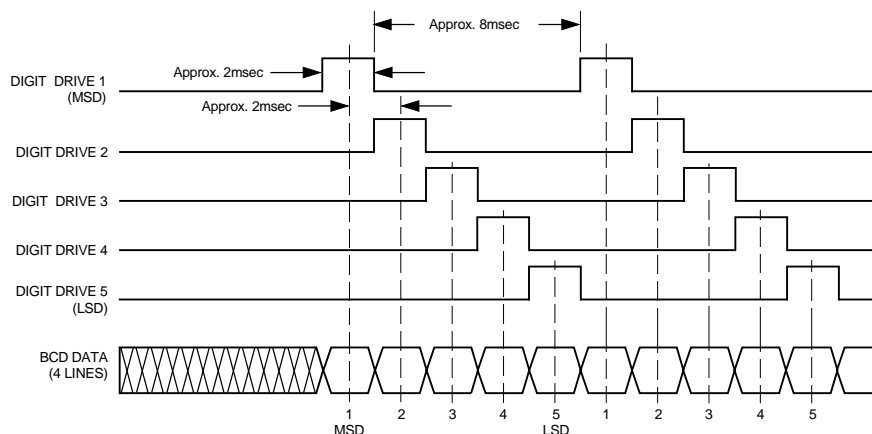 Approx. 8msec
Approx. 2msec
DIGIT DRIVE 1
(MSD)
Approx. 2msec
DIGIT DRIVE 2
DIGIT DRIVE 3
DIGIT DRIVE 4
DIGIT DRIVE 5
(LSD)
BCD DATA
(4 LINES)
1 2 3 4 5 1 2 3 4 5
MSD LSD